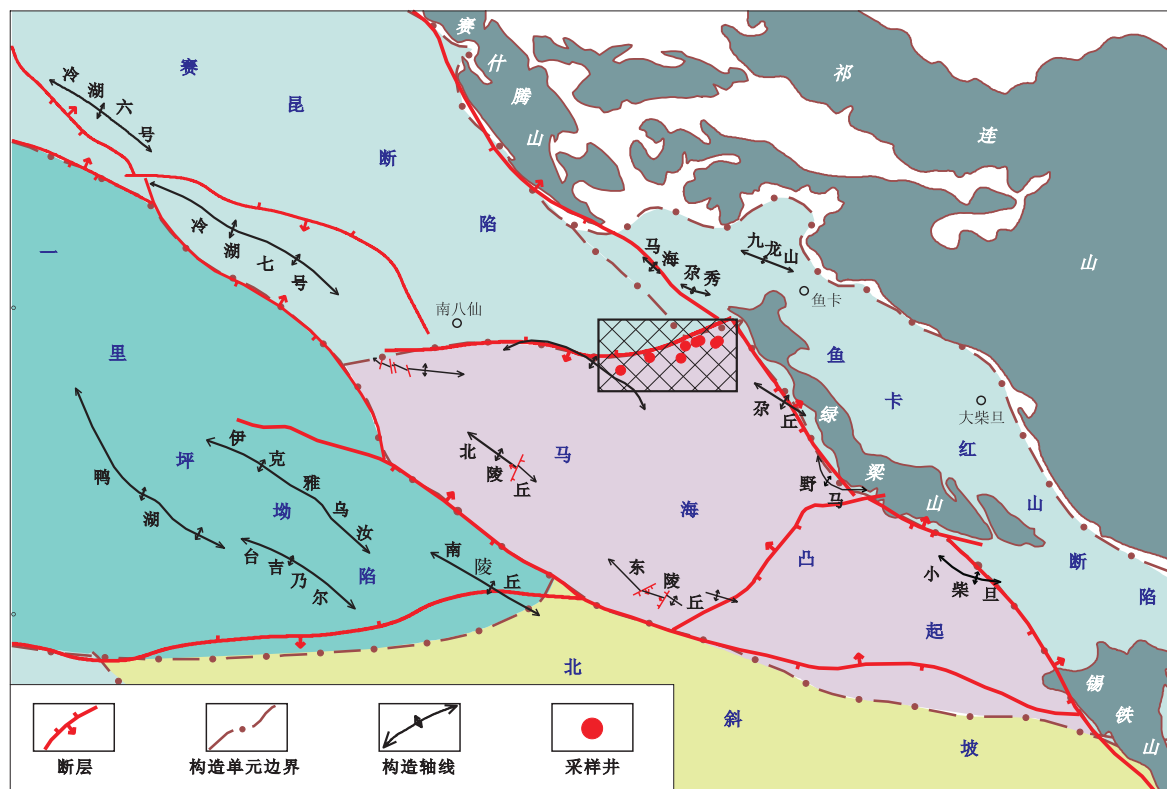 赛什腾山
祁连山
冷湖六号
赛昆断陷
冷湖七号
马海
尕秀
九龙山
鱼卡
南八仙
一里坪坳陷
鱼卡红山断陷
大柴旦
尕丘
绿梁山
北陵丘
马海凸起
野马
鸭湖
伊克雅乌汝
台吉乃尔
南陵丘
东陵丘
小柴旦
锡铁山
北斜坡
断层
构造单元边界
构造轴线
采样井